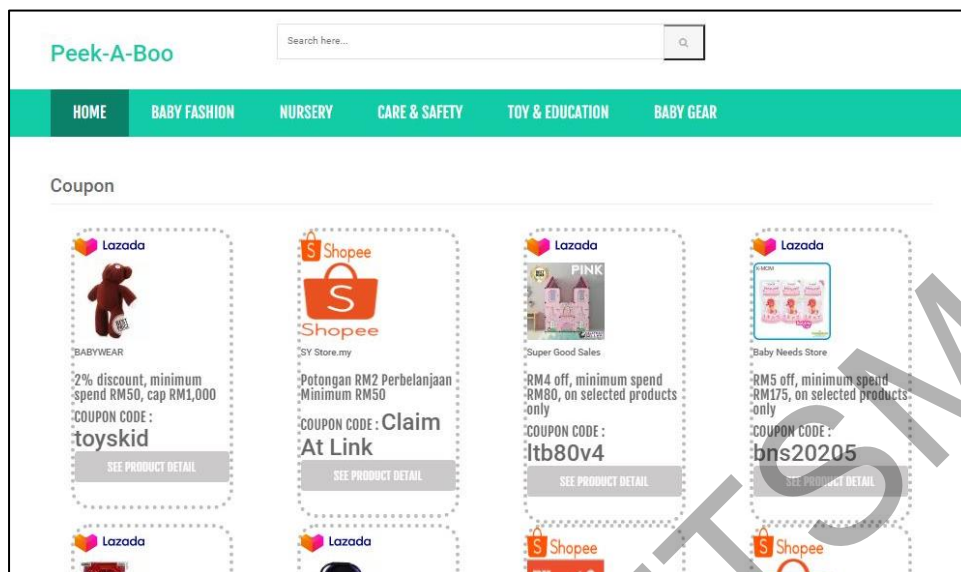 Peek-A-Boo
Search here...
HOME BABY FASHION NURSERY CARE & SAFETY TOY & EDUCATION BABY GEAR
Coupon
Lazada
BABYWEAR
2% discount, minimum
spend RM50, cap RM1,000
COUPON CODE :
toyskid
SEE PRODUCT DETAIL
Shopee
Shopee
SY Store.my
Potongan RM2 Perbelanjaan
Minimum RM50
COUPON CODE : Claim
At Link
SEE PRODUCT DETAIL
Lazada
PINK
Super Good Sales
RM4 off, minimum spend
RM80, on selected products
only
COUPON CODE :
ltb80v4
SEE PRODUCT DETAIL
Lazada
Baby Needs Store
RM5 off, minimum spend
RM175, on selected products
only
COUPON CODE :
bns20205
SEE PRODUCT DETAIL
Lazada
Lazada
Shopee
Shopee